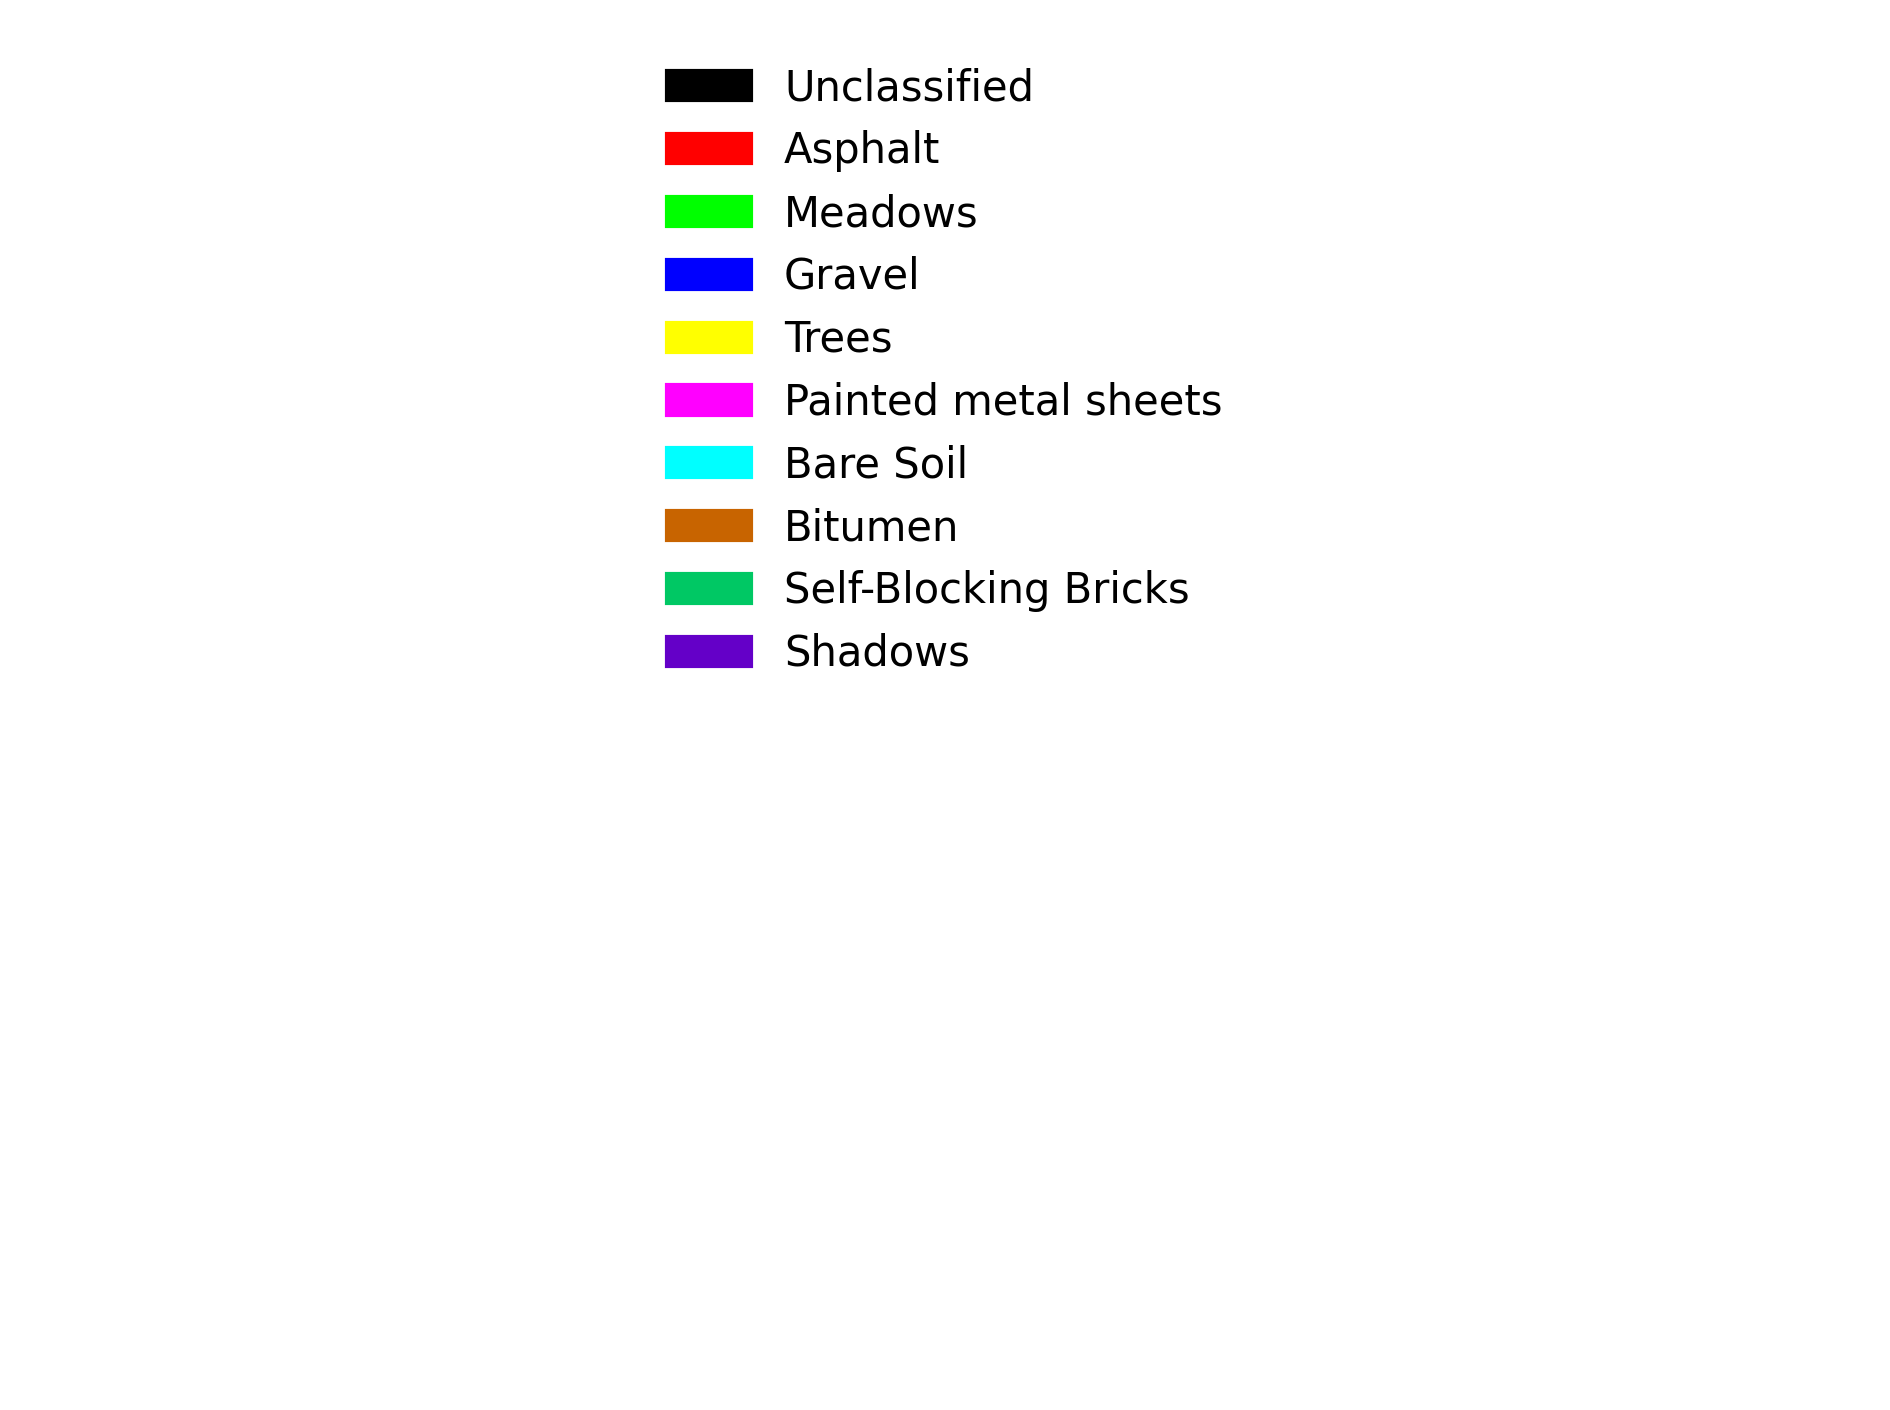 Unclassified
Asphalt
Meadows
Gravel
Trees
Painted metal sheets
Bare Soil
Bitumen
Self-Blocking Bricks
Shadows